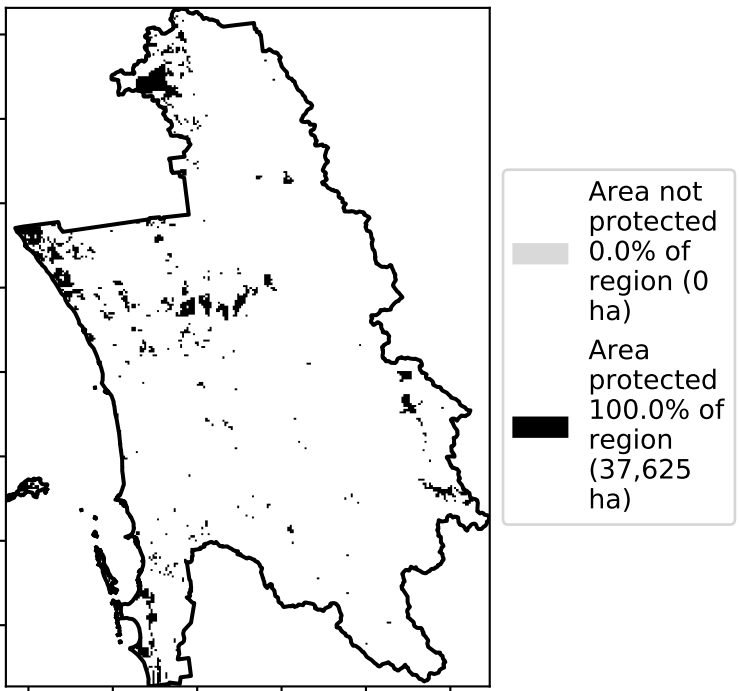 Area not
protected
0.0% of
region (0
ha)
Area
protected
100.0% of
region
(37,625
ha)